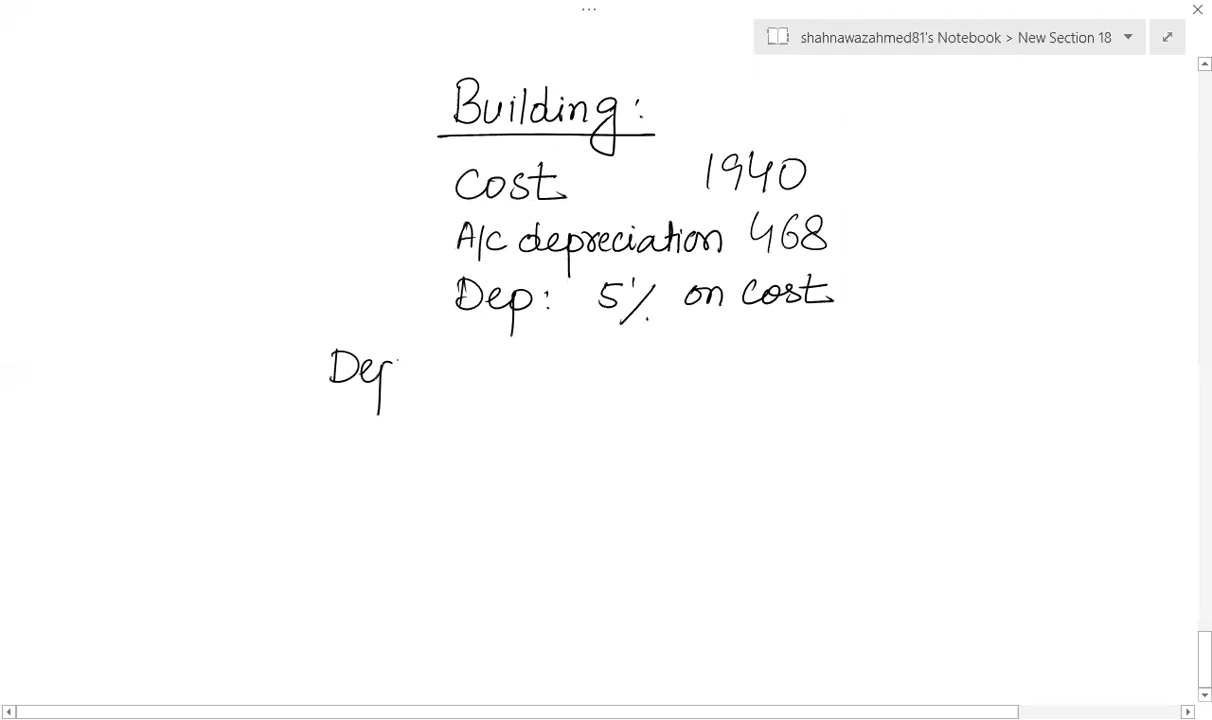 shahnawazahmed81's Notebook > New Section 18
Building:
Cost 1940
A/c depreciation 468
Dep: 5% on cost
Dep